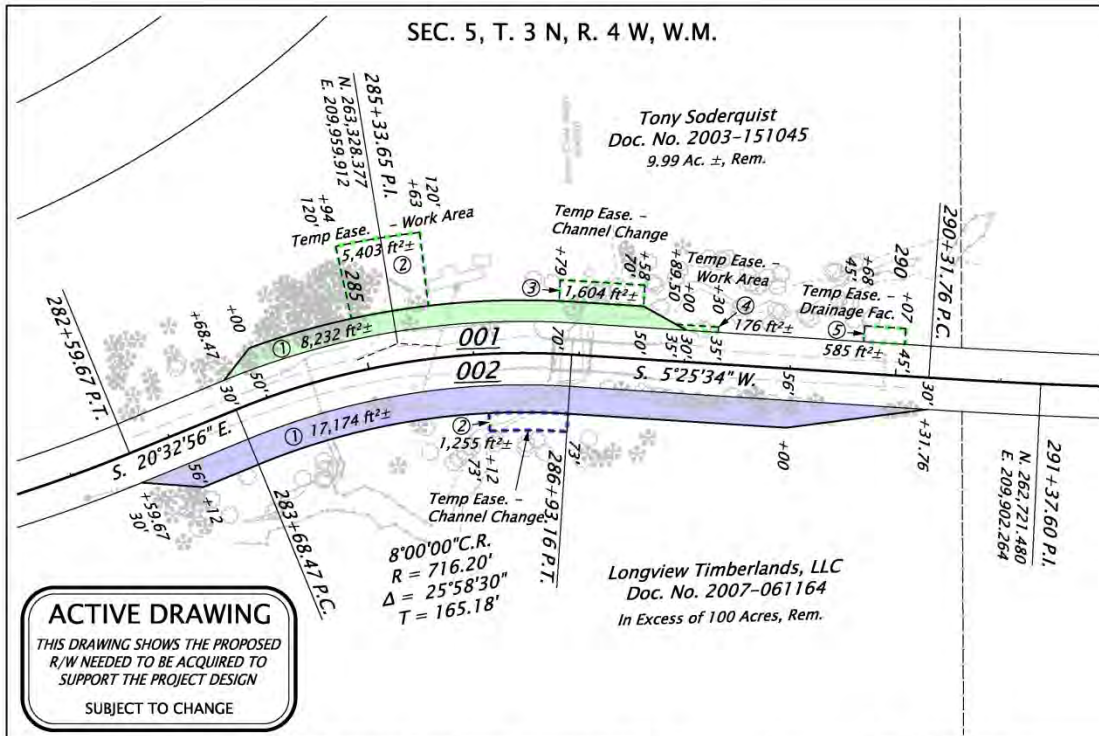 SEC. 5, T. 3 N, R. 4 W, W.M.
Tony Soderquist
Doc. No. 2003-151045
9.99 Ac. ±, Rem.
285+33.65 P.I.
N. 263,328.377
E. 209,959.912
120'
+63
+94
120'
Temp Ease. - Work Area
5,403 ft²±
②
285
Temp Ease. -
Channel Change
+79
③
1,604 ft²±
70'
+58
+89.50
Temp Ease. -
Work Area
+00
+30
④
176 ft²±
35'
30'
35'
+68
45'
290
+07
Temp Ease. -
Drainage Fac.
⑤
585 ft²±
45'
290+31.76 P.C.
282+59.67 P.T.
+68.47
+00
① 8,232 ft²±
50'
30'
001
002
70'
50'
S. 5°25'34" W.
56'
30'
S. 20°32'56" E.
① 17,174 ft²±
②
1,255 ft²±
+12
73'
73'
+00
+31.76
56'
+12
+59.67
30'
283+68.47 P.C.
Temp Ease. -
Channel Change
286+93.16 P.T.
8°00'00"C.R.
R = 716.20'
Δ = 25°58'30"
T = 165.18'
Longview Timberlands, LLC
Doc. No. 2007-061164
In Excess of 100 Acres, Rem.
291+37.60 P.I.
N. 262,721.480
E. 209,902.264
ACTIVE DRAWING
THIS DRAWING SHOWS THE PROPOSED
R/W NEEDED TO BE ACQUIRED TO
SUPPORT THE PROJECT DESIGN
SUBJECT TO CHANGE